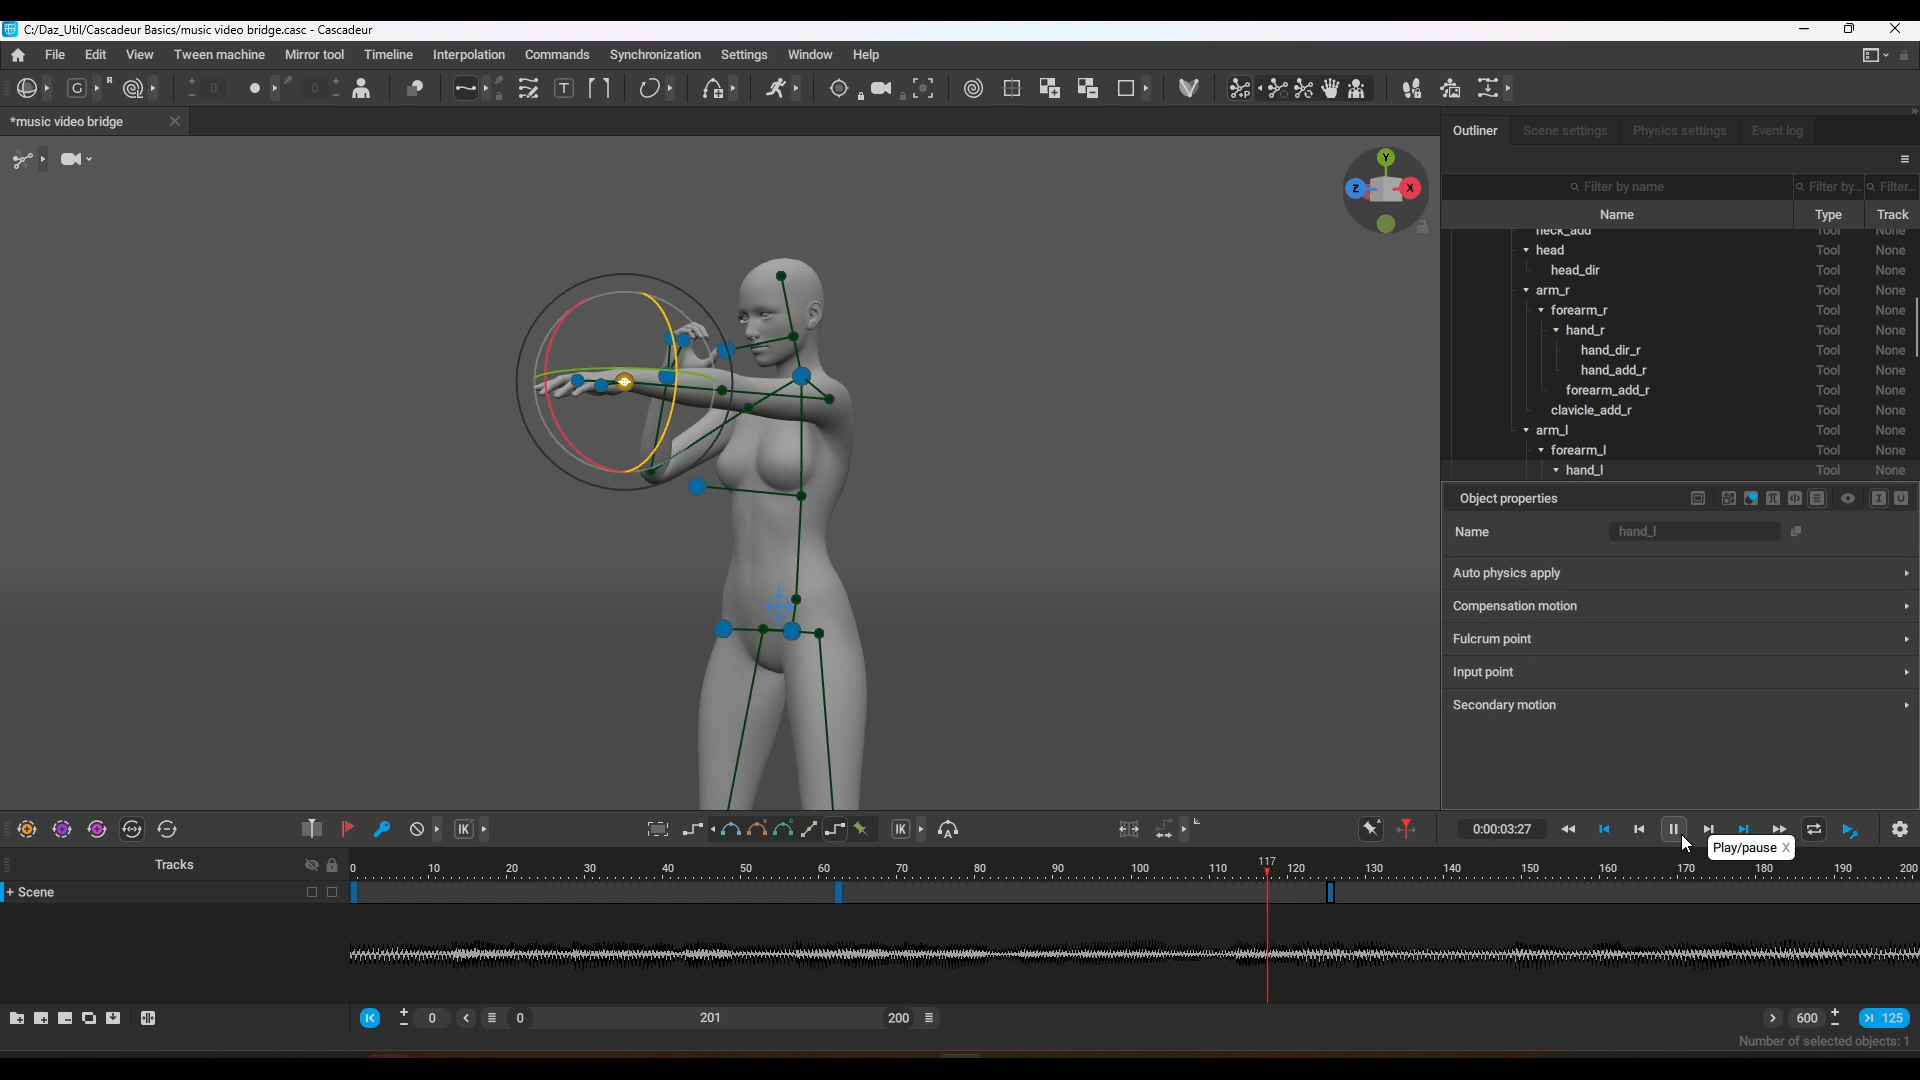 C:/Daz_Util/Cascadeur Basics/music video bridge.casc - Cascadeur
File Edit View Tween machine Mirror tool Timeline Interpolation Commands Synchronization Settings Window Help
G R 0 0 T P
*music video bridge
Outliner Scene settings Physics settings Event log
Y
Z X
Filter by name Filter by... Filter...
Name Type Track
neck_add Tool None
head Tool None
head_dir Tool None
arm_r Tool None
forearm_r Tool None
hand_r Tool None
hand_dir_r Tool None
hand_add_r Tool None
forearm_add_r Tool None
clavicle_add_r Tool None
arm_l Tool None
forearm_l Tool None
hand_l Tool None
Object properties
Name hand_l
Auto physics apply
Compensation motion
Fulcrum point
Input point
Secondary motion
IK IK A 0:00:03:27
Play/pause X
Tracks 0 10 20 30 40 50 60 70 80 90 100 110 117 120 130 140 150 160 170 180 190 200
+ Scene
0 0 201 200 600 125
Number of selected objects: 1